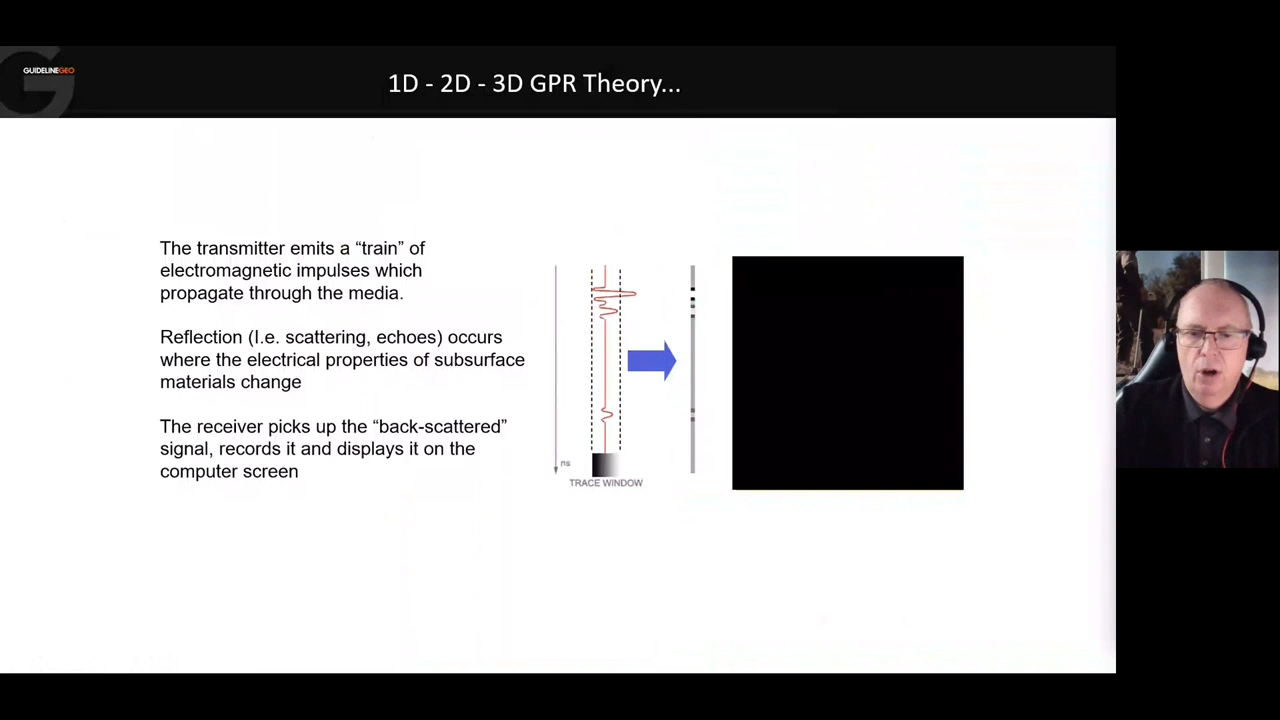 GUIDELINEGEO
1D - 2D - 3D GPR Theory...
The transmitter emits a “train” of
electromagnetic impulses which
propagate through the media.
Reflection (I.e. scattering, echoes) occurs
where the electrical properties of subsurface
materials change
The receiver picks up the “back-scattered”
signal, records it and displays it on the
computer screen
ns
TRACE WINDOW